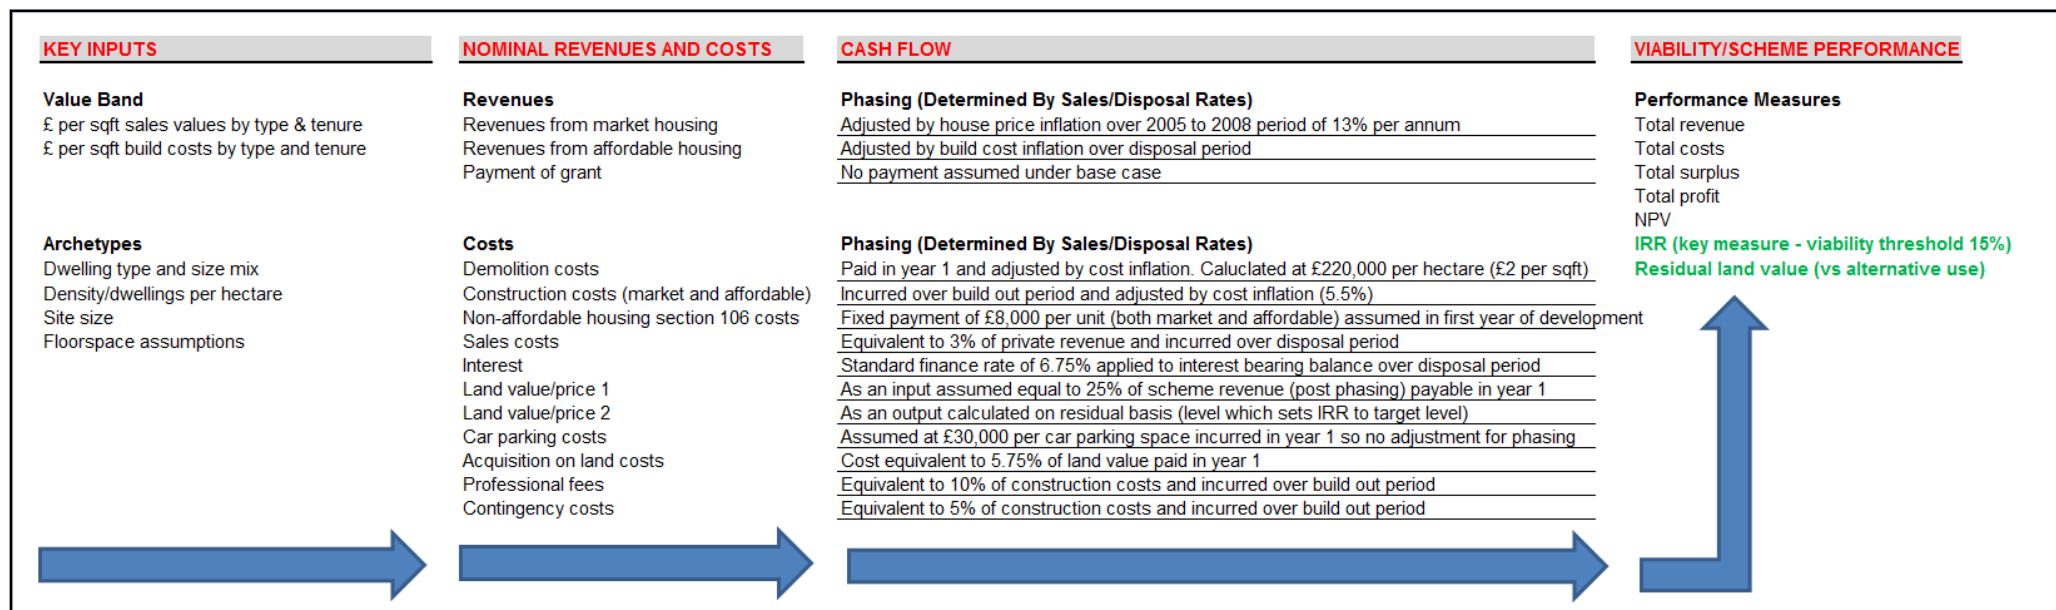 KEY INPUTS
Value Band
£ per sqft sales values by type & tenure
£ per sqft build costs by type and tenure
Archetypes
Dwelling type and size mix
Density/dwellings per hectare
Site size
Floorspace assumptions
NOMINAL REVENUES AND COSTS
Revenues
Revenues from market housing
Revenues from affordable housing
Payment of grant
Costs
Demolition costs
Construction costs (market and affordable)
Non-affordable housing section 106 costs
Sales costs
Interest
Land value/price 1
Land value/price 2
Car parking costs
Acquisition on land costs
Professional fees
Contingency costs
CASH FLOW
Phasing (Determined By Sales/Disposal Rates)
Adjusted by house price inflation over 2005 to 2008 period of 13% per annum
Adjusted by build cost inflation over disposal period
No payment assumed under base case
Phasing (Determined By Sales/Disposal Rates)
Paid in year 1 and adjusted by cost inflation. Caluclated at £220,000 per hectare (£2 per sqft)
Incurred over build out period and adjusted by cost inflation (5.5%)
Fixed payment of £8,000 per unit (both market and affordable) assumed in first year of development
Equivalent to 3% of private revenue and incurred over disposal period
Standard finance rate of 6.75% applied to interest bearing balance over disposal period
As an input assumed equal to 25% of scheme revenue (post phasing) payable in year 1
As an output calculated on residual basis (level which sets IRR to target level)
Assumed at £30,000 per car parking space incurred in year 1 so no adjustment for phasing
Cost equivalent to 5.75% of land value paid in year 1
Equivalent to 10% of construction costs and incurred over build out period
Equivalent to 5% of construction costs and incurred over build out period
VIABILITY/SCHEME PERFORMANCE
Performance Measures
Total revenue
Total costs
Total surplus
Total profit
NPV
IRR (key measure - viability threshold 15%)
Residual land value (vs alternative use)